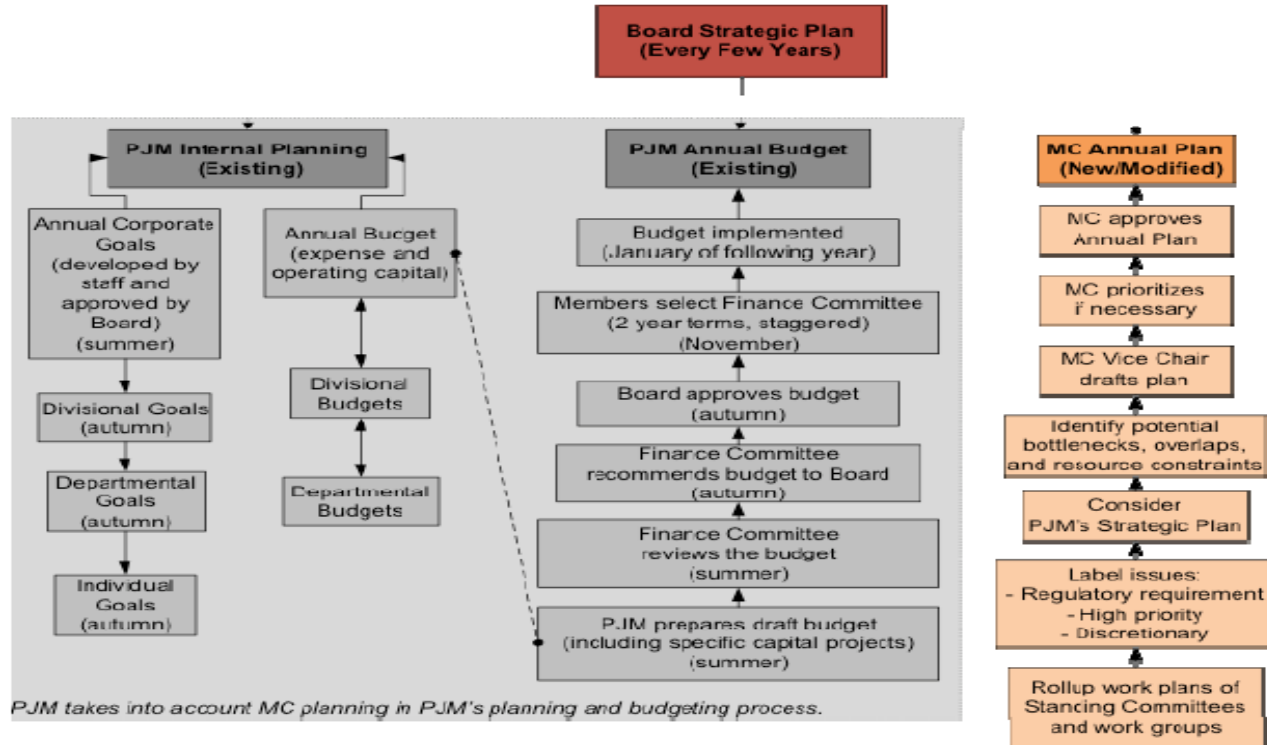 Board Strategic Plan
(Every Few Years)
PJM Internal Planning
(Existing)
Annual Corporate
Goals
(developed by
staff and
approved by
Board)
(summer)
Divisional Goals
(autumn)
Departmental
Goals
(autumn)
Individual
Goals
(autumn)
Annual Budget
(expense and
operating capital)
Divisional
Budgets
Departmental
Budgets
PJM Annual Budget
(Existing)
Budget implemented
(January of following year)
Members select Finance Committee
(2 year terms, staggered)
(November)
Board approves budget
(autumn)
Finance Committee
recommends budget to Board
(autumn)
Finance Committee
reviews the budget
(summer)
PJM prepares draft budget
(including specific capital projects)
(summer)
PJM takes into account MC planning in PJM's planning and budgeting process.
MC Annual Plan
(New/Modified)
MC approves
Annual Plan
MC prioritizes
if necessary
MC Vice Chair
drafts plan
Identify potential
bottlenecks, overlaps,
and resource constraints
Consider
PJM's Strategic Plan
Label issues:
- Regulatory requirement
- High priority
- Discretionary
Rollup work plans of
Standing Committees
and work groups